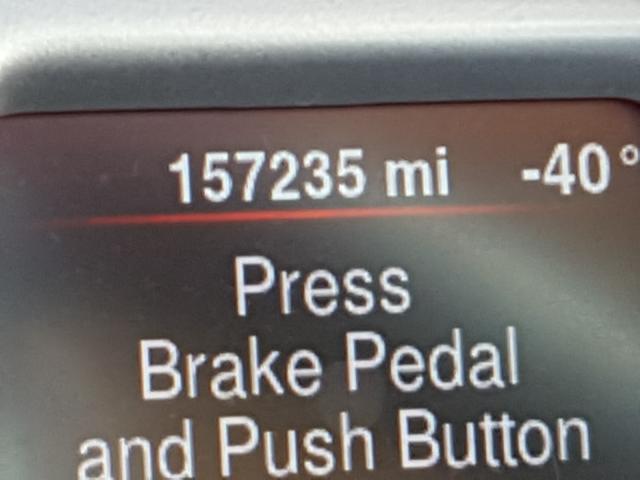 157235 mi -40°
Press
Brake Pedal
and Push Button